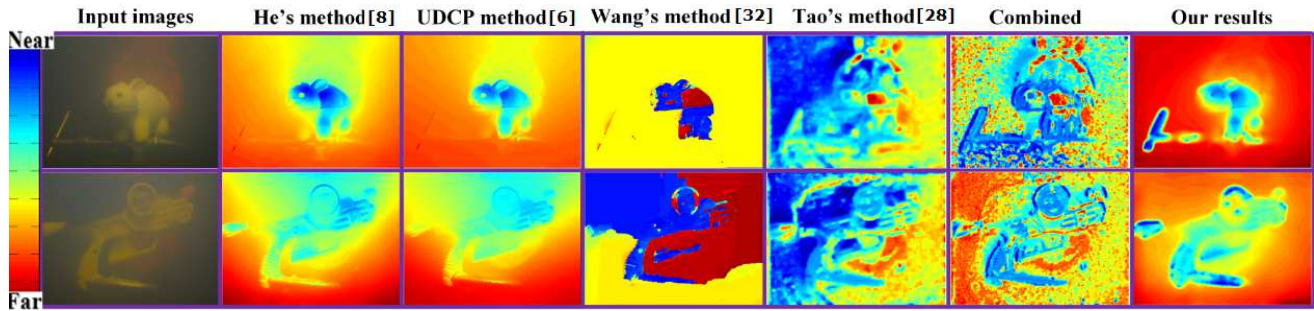 Input images He's method[8] UDCP method[6] Wang's method [32] Tao's method[28] Combined Our results
Near
Far